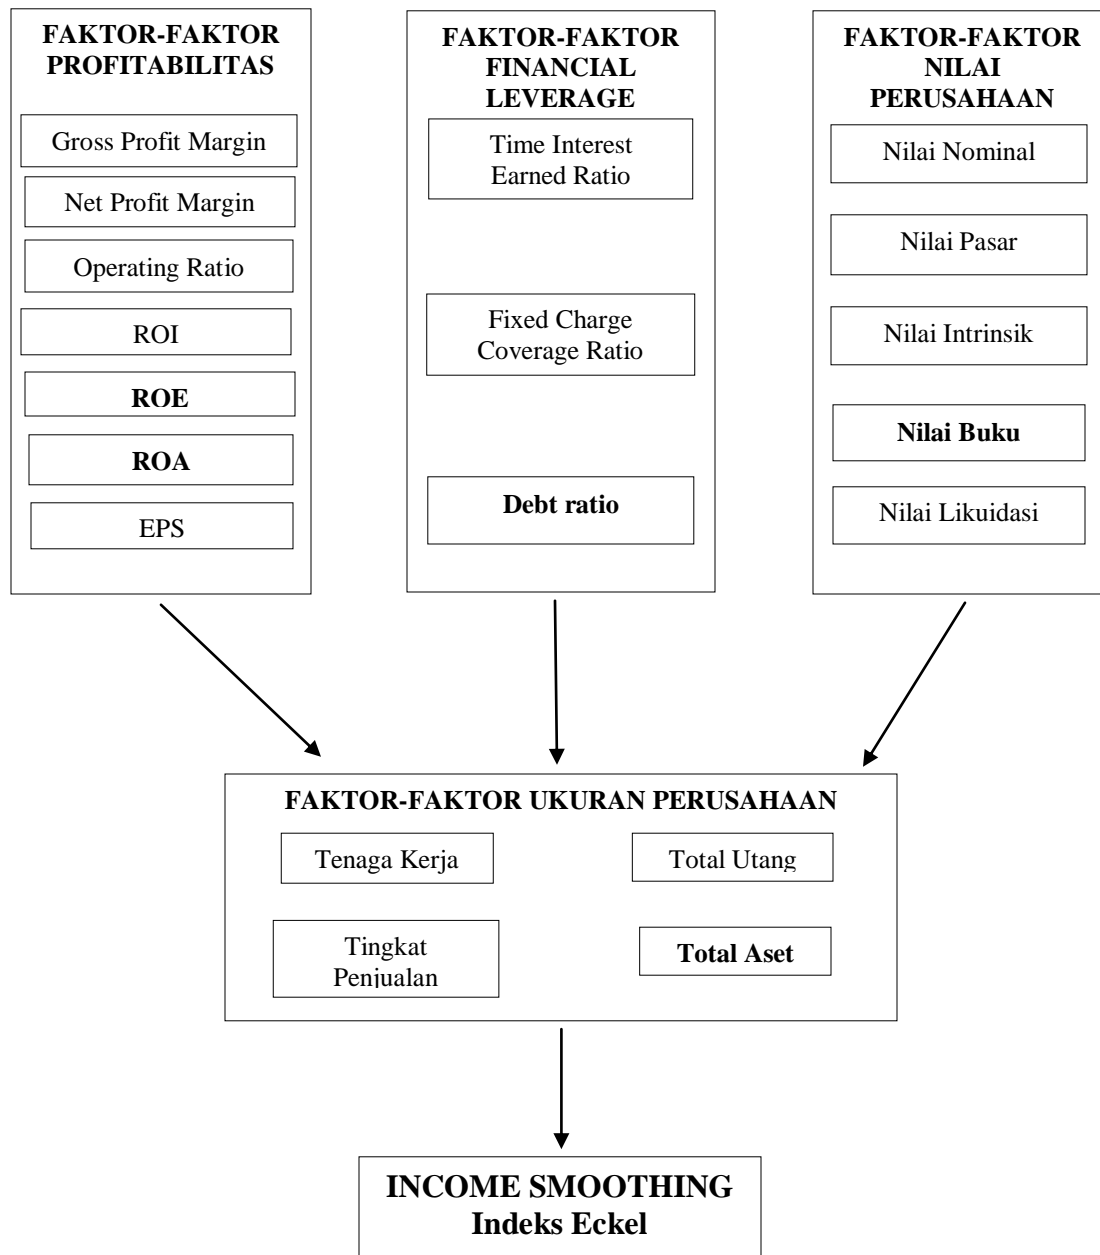 FAKTOR-FAKTOR
PROFITABILITAS
Gross Profit Margin
Net Profit Margin
Operating Ratio
ROI
ROE
ROA
EPS
FAKTOR-FAKTOR
FINANCIAL
LEVERAGE
Time Interest
Earned Ratio
Fixed Charge
Coverage Ratio
Debt ratio
FAKTOR-FAKTOR
NILAI
PERUSAHAAN
Nilai Nominal
Nilai Pasar
Nilai Intrinsik
Nilai Buku
Nilai Likuidasi
FAKTOR-FAKTOR UKURAN PERUSAHAAN
Tenaga Kerja
Total Utang
Tingkat
Penjualan
Total Aset
INCOME SMOOTHING
Indeks Eckel